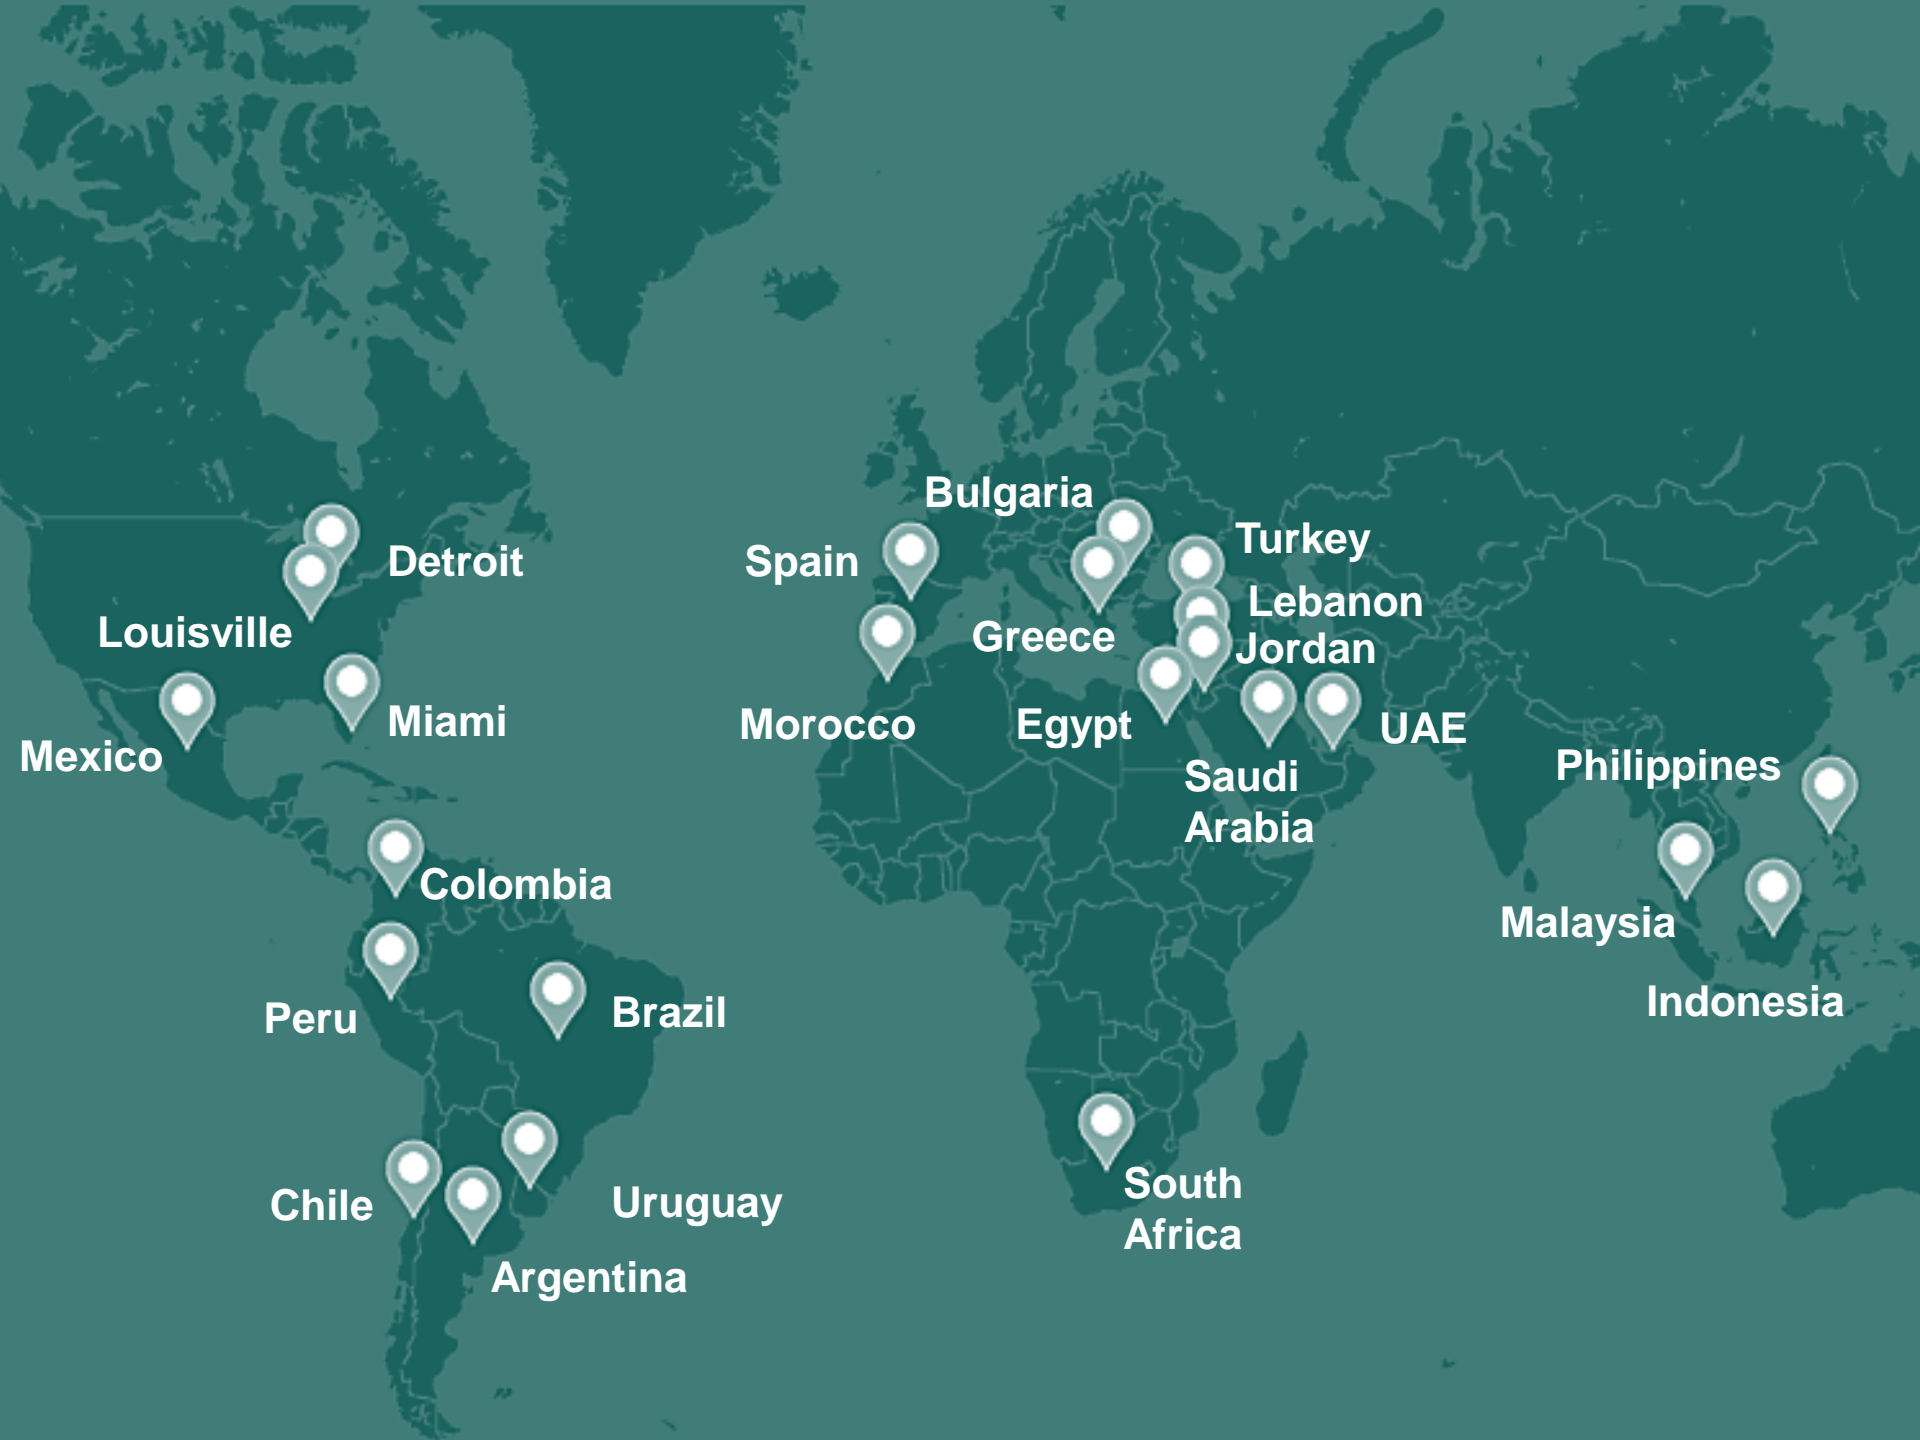 Bulgaria
Turkey
Spain
Detroit
Lebanon
Louisville
Greece
Jordan
Miami
Morocco
Egypt
UAE
Mexico
Philippines
Saudi
Arabia
Colombia
Malaysia
Indonesia
Brazil
Peru
South
Africa
Uruguay
Chile
Argentina